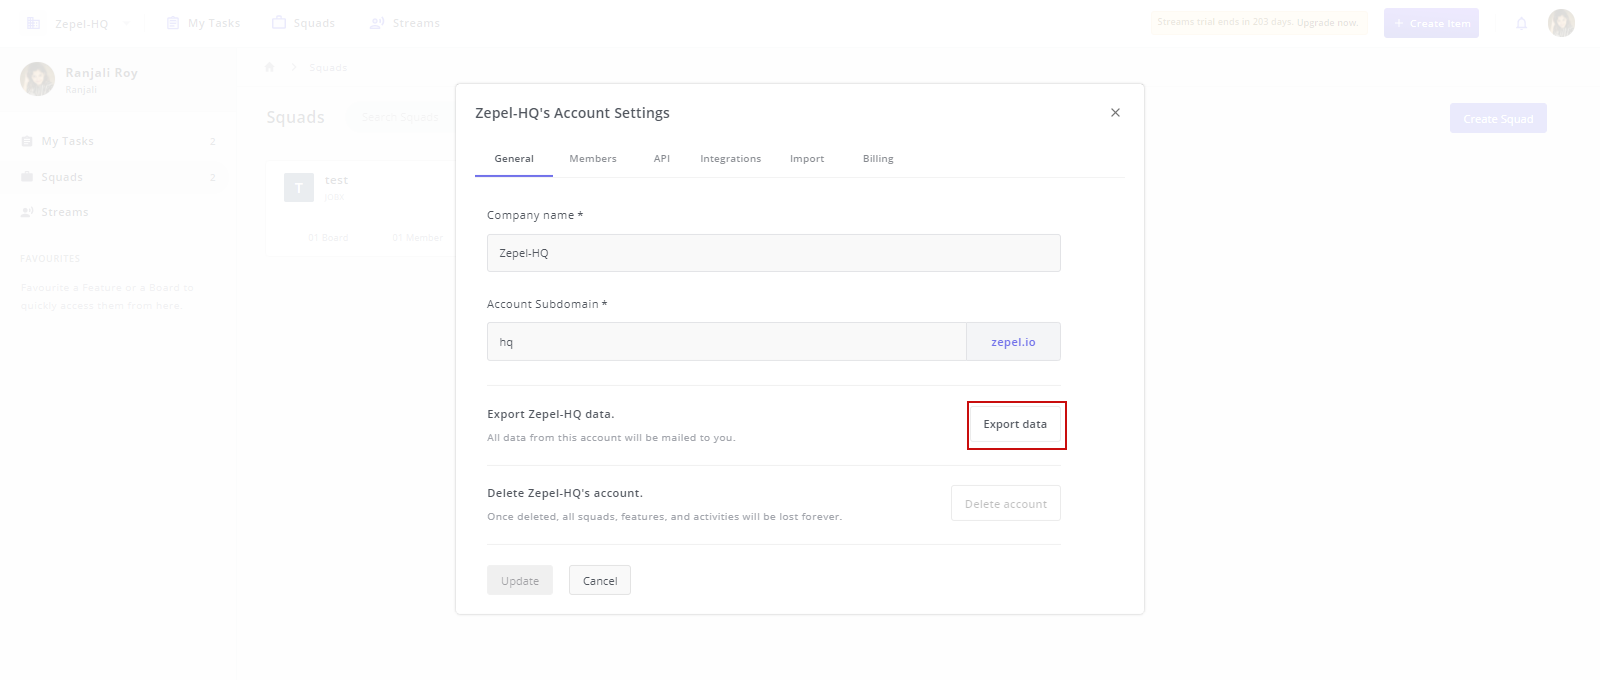 Zepel-HQ
My Tasks
Squads
Streams
Streams trial ends in 203 days. Upgrade now.
+ Create Item
Ranjali Roy
Ranjali
Squads
My Tasks 2
Squads 2
Streams
FAVOURITES
Favourite a Feature or a Board to
quickly access them from here.
Squads
Search Squads
Create Squad
T
test
01 Board
01 Member
Zepel-HQ's Account Settings
General
Members
API
Integrations
Import
Billing
Company name *
Zepel-HQ
Account Subdomain *
hq
zepel.io
Export Zepel-HQ data.
All data from this account will be mailed to you.
Export data
Delete Zepel-HQ's account.
Once deleted, all squads, features, and activities will be lost forever.
Delete account
Update
Cancel